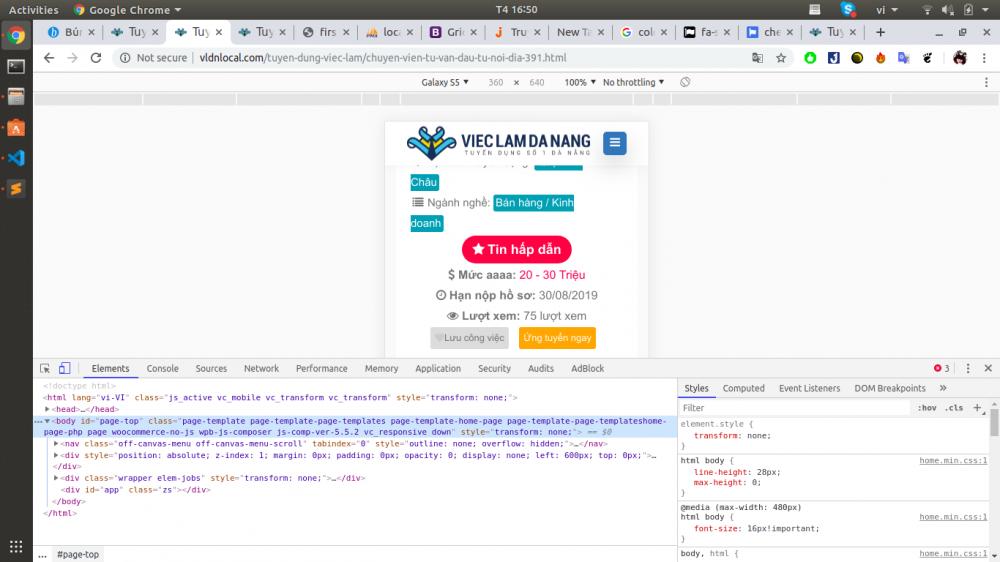 Activities Google Chrome ▾ T4 16:50 vi ▾
Bún Tuy Tuy Tuy firs loca Gri Tru New Ta colo fa-s che Tuy
Not secure vldnlocal.com/tuyen-dung-viec-lam/chuyen-vien-tu-van-dau-tu-noi-dia-391.html
Galaxy S5 ▾ 360 × 640 100% ▾ No throttling ▾
VIEC LAM DA NANG
TUYỂN DỤNG SỐ 1 ĐÀ NẴNG
Châu
Ngành nghề: Bán hàng / Kinh
doanh
Tin hấp dẫn
$ Mức aaaa: 20 - 30 Triệu
Hạn nộp hồ sơ: 30/08/2019
Lượt xem: 75 lượt xem
Lưu công việc Ứng tuyển ngay
Elements Console Sources Network Performance Memory Application Security Audits AdBlock 3
<!doctype html>
<html lang="vi-VI" class="js_active vc_mobile vc_transform vc_transform" style="transform: none;">
▸<head>…</head>
…▾<body id="page-top" class="page-template page-template-page-templates page-template-home-page page-template-page-templateshome-
page-php page woocommerce-no-js wpb-js-composer js-comp-ver-5.5.2 vc_responsive down" style="transform: none;"> == $0
▸<nav class="off-canvas-menu off-canvas-menu-scroll" tabindex="0" style="outline: none; overflow: hidden;">…</nav>
▸<div style="position: absolute; z-index: 1; margin: 0px; padding: 0px; opacity: 0; display: none; left: 600px; top: 0px;">…
</div>
▸<div class="wrapper elem-jobs" style="transform: none;">…</div>
<div id="app" class="zs"></div>
</body>
</html>
… #page-top
Styles Computed Event Listeners DOM Breakpoints »
Filter :hov .cls +
element.style {
transform: none;
}
html body { home.min.css:1
line-height: 28px;
max-height: 0;
}
@media (max-width: 480px)
html body { home.min.css:1
font-size: 16px!important;
}
body, html { home.min.css:1